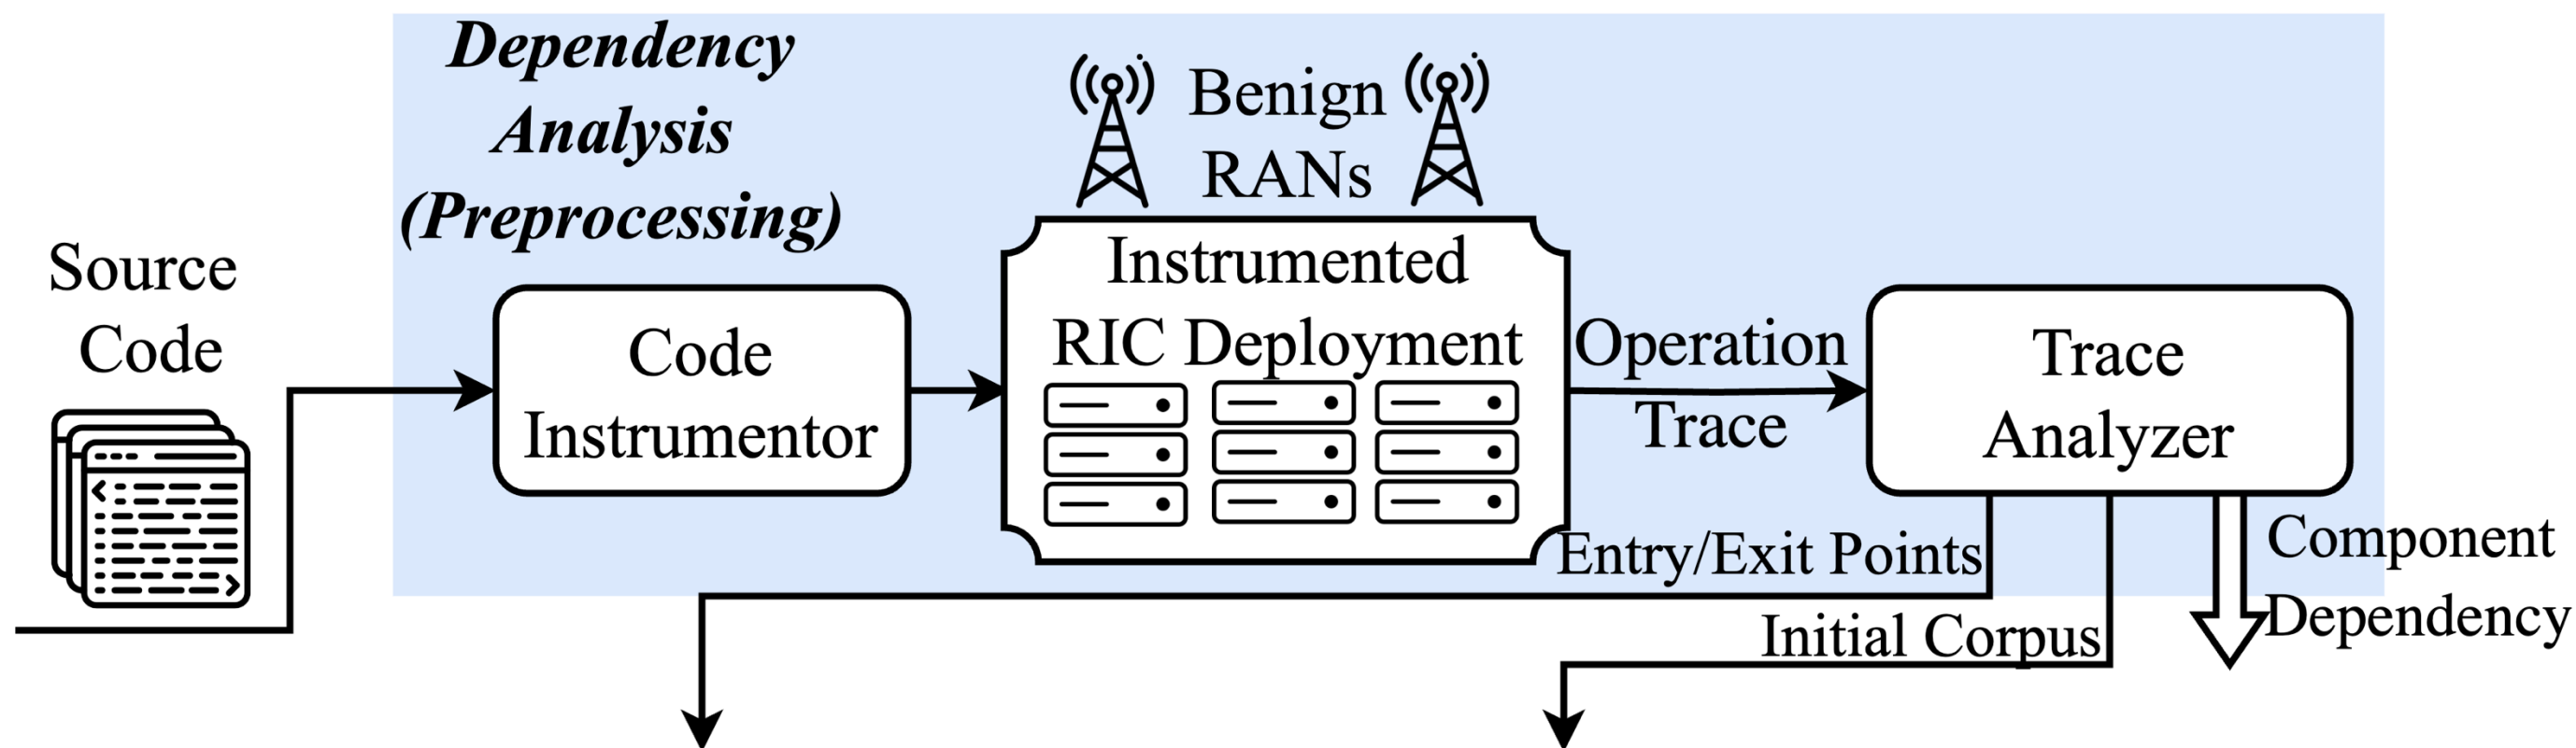 Dependency
Analysis
(Preprocessing)
Benign
RANs
Source
Code
Code
Instrumentor
Instrumented
RIC Deployment
Operation
Trace
Trace
Analyzer
Entry/Exit Points
Initial Corpus
Component
Dependency